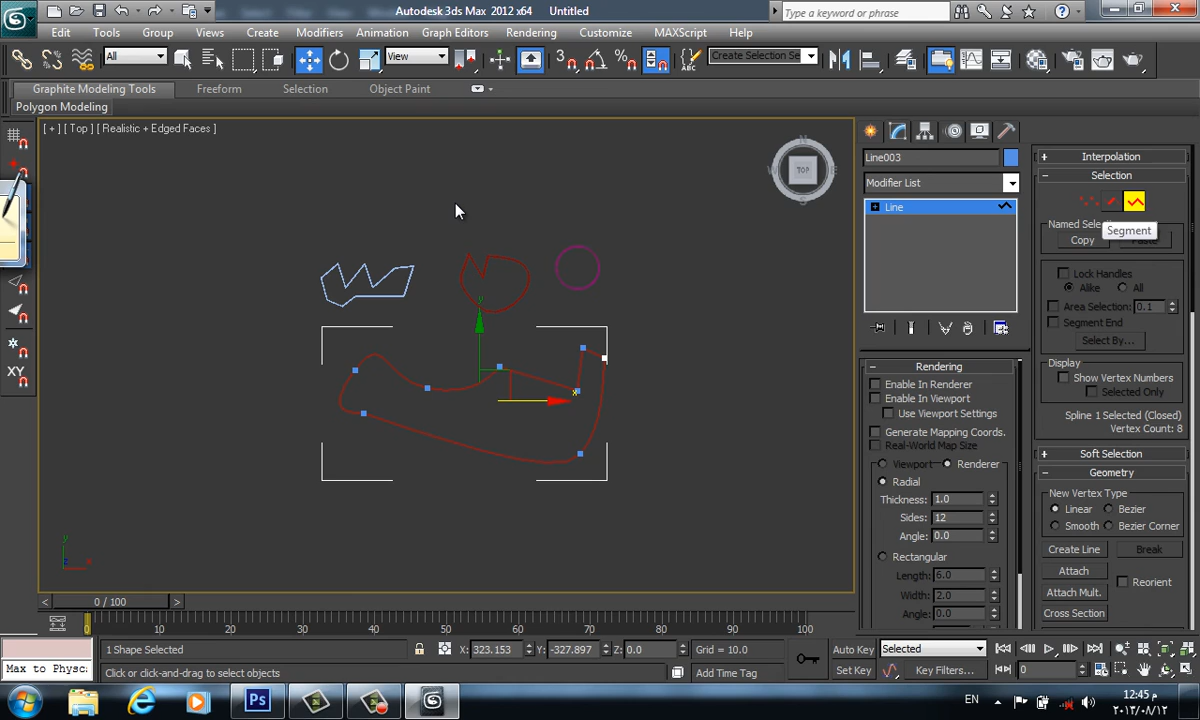 Autodesk 3ds Max 2012 x64 Untitled
Type a keyword or phrase
Edit Tools Group Views Create Modifiers Animation Graph Editors Rendering Customize MAXScript Help
All View 3 Create Selection Se
Graphite Modeling Tools Freeform Selection Object Paint
Polygon Modeling
[ + ] [ Top ] [ Realistic + Edged Faces ]
TOP
Line003
Modifier List
Line
Interpolation
Selection
Named Sele
Segment
Copy
Lock Handles
Alike All
Area Selection: 0.1
Segment End
Select By...
Display
Show Vertex Numbers
Selected Only
Spline 1 Selected (Closed)
Vertex Count: 8
Soft Selection
Geometry
New Vertex Type
Linear Bezier
Smooth Bezier Corner
Create Line Break
Attach
Reorient
Attach Mult.
Cross Section
Rendering
Enable In Renderer
Enable In Viewport
Use Viewport Settings
Generate Mapping Coords.
Real-World Map Size
Viewport Renderer
Radial
Thickness: 1.0
Sides: 12
Angle: 0.0
Rectangular
Length: 6.0
Width: 2.0
Angle: 0.0
XY
y
y
0 / 100
0 10 20 30 40 50 60 70 80 90 100
1 Shape Selected X: 323.153 Y: -327.897 Z: 0.0 Grid = 10.0 Auto Key Selected
Max to Physc Click or click-and-drag to select objects Add Time Tag Set Key Key Filters... 0
Ps EN 12:45 م
٢٠١٣/٠٨/١٢